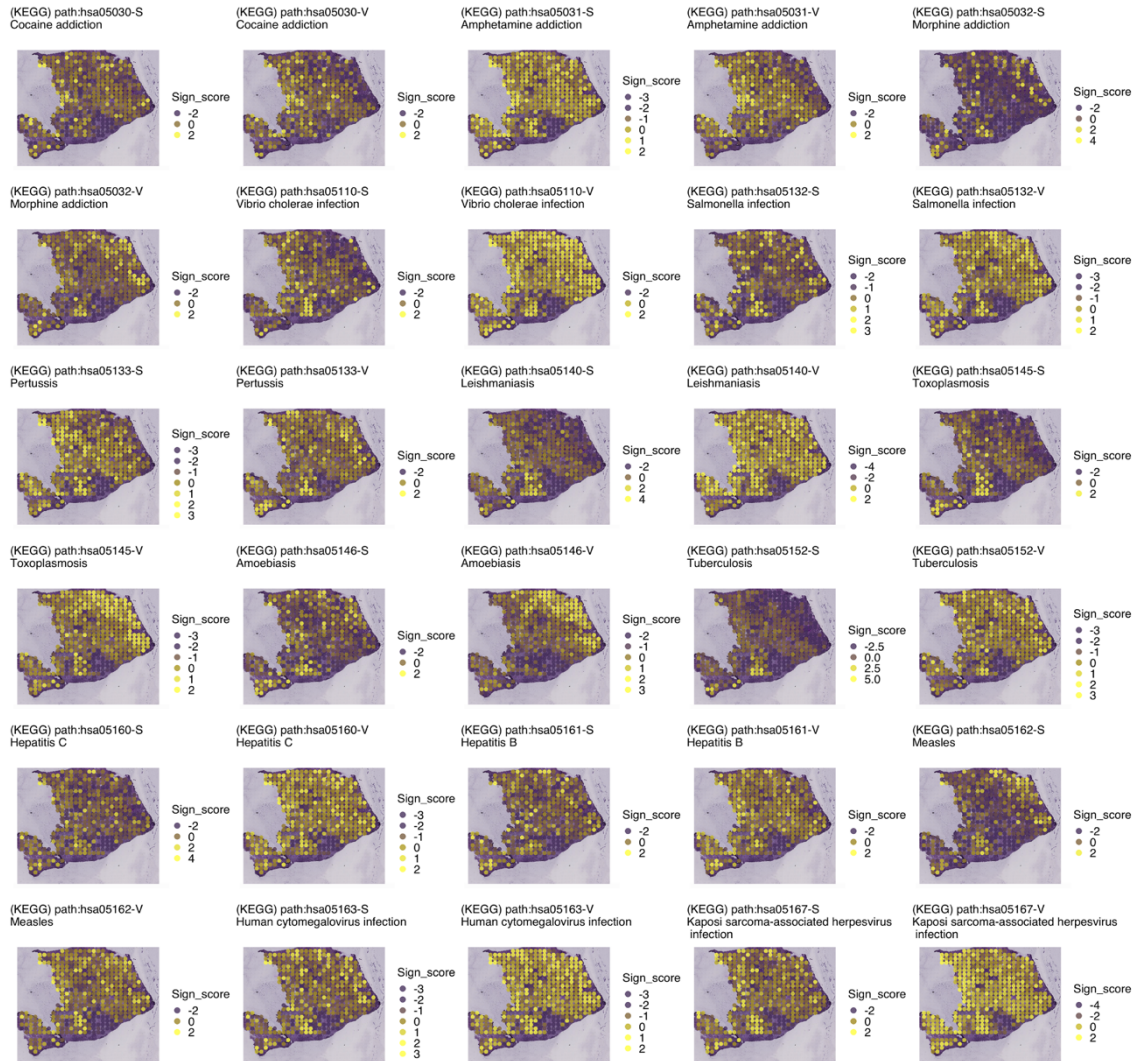 (KEGG) path:hsa05030-S
Cocaine addiction
Sign_score
-2
0
2
(KEGG) path:hsa05030-V
Cocaine addiction
Sign_score
-2
0
2
(KEGG) path:hsa05031-S
Amphetamine addiction
Sign_score
-3
-2
-1
0
1
2
(KEGG) path:hsa05031-V
Amphetamine addiction
Sign_score
-2
0
2
(KEGG) path:hsa05032-S
Morphine addiction
Sign_score
-2
0
2
4
(KEGG) path:hsa05032-V
Morphine addiction
Sign_score
-2
0
2
(KEGG) path:hsa05110-S
Vibrio cholerae infection
Sign_score
-2
0
2
(KEGG) path:hsa05110-V
Vibrio cholerae infection
Sign_score
-2
0
2
(KEGG) path:hsa05132-S
Salmonella infection
Sign_score
-2
-1
0
1
2
3
(KEGG) path:hsa05132-V
Salmonella infection
Sign_score
-3
-2
-1
0
1
2
(KEGG) path:hsa05133-S
Pertussis
Sign_score
-3
-2
-1
0
1
2
3
(KEGG) path:hsa05133-V
Pertussis
Sign_score
-2
0
2
(KEGG) path:hsa05140-S
Leishmaniasis
Sign_score
-2
0
2
4
(KEGG) path:hsa05140-V
Leishmaniasis
Sign_score
-4
-2
0
2
(KEGG) path:hsa05145-S
Toxoplasmosis
Sign_score
-2
0
2
(KEGG) path:hsa05145-V
Toxoplasmosis
Sign_score
-3
-2
-1
0
1
2
(KEGG) path:hsa05146-S
Amoebiasis
Sign_score
-2
0
2
(KEGG) path:hsa05146-V
Amoebiasis
Sign_score
-2
-1
0
1
2
3
(KEGG) path:hsa05152-S
Tuberculosis
Sign_score
-2.5
0.0
2.5
5.0
(KEGG) path:hsa05152-V
Tuberculosis
Sign_score
-3
-2
-1
0
1
2
3
(KEGG) path:hsa05160-S
Hepatitis C
Sign_score
-2
0
2
4
(KEGG) path:hsa05160-V
Hepatitis C
Sign_score
-3
-2
-1
0
1
2
(KEGG) path:hsa05161-S
Hepatitis B
Sign_score
-2
0
2
(KEGG) path:hsa05161-V
Hepatitis B
Sign_score
-2
0
2
(KEGG) path:hsa05162-S
Measles
Sign_score
-2
0
2
(KEGG) path:hsa05162-V
Measles
Sign_score
-2
0
2
(KEGG) path:hsa05163-S
Human cytomegalovirus infection
Sign_score
-3
-2
-1
0
1
2
3
(KEGG) path:hsa05163-V
Human cytomegalovirus infection
Sign_score
-3
-2
-1
0
1
2
(KEGG) path:hsa05167-S
Kaposi sarcoma-associated herpesvirus
infection
Sign_score
-2
0
2
(KEGG) path:hsa05167-V
Kaposi sarcoma-associated herpesvirus
infection
Sign_score
-4
-2
0
2